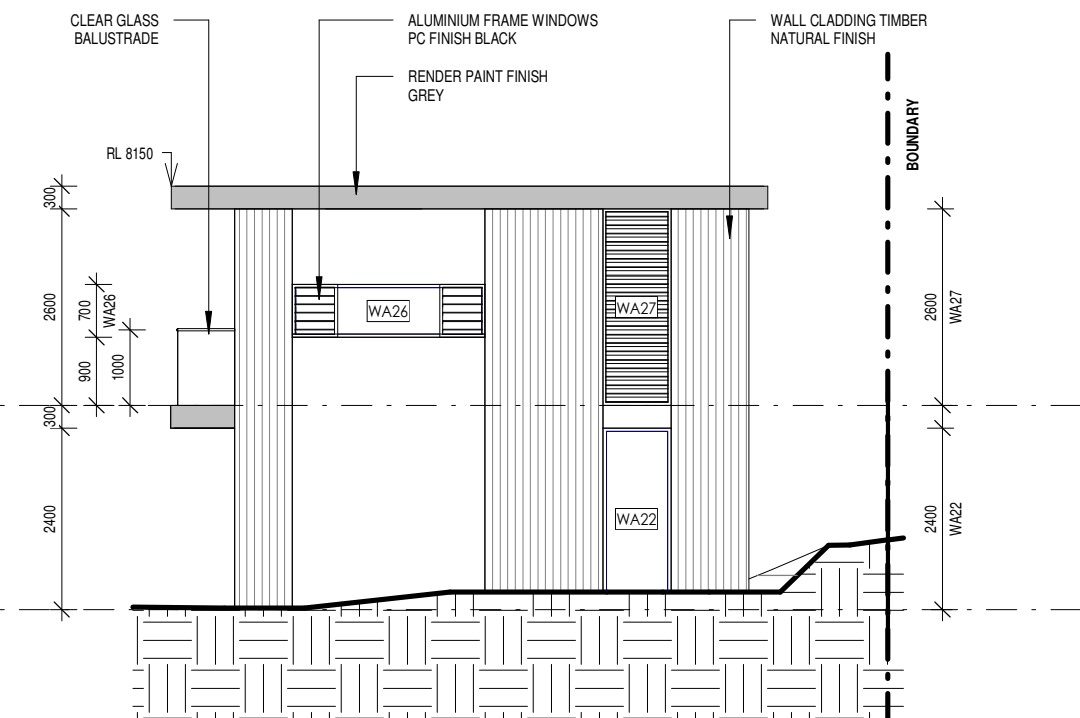 CLEAR GLASS
BALUSTRADE
ALUMINIUM FRAME WINDOWS
PC FINISH BLACK
WALL CLADDING TIMBER
NATURAL FINISH
RENDER PAINT FINISH
GREY
BOUNDARY
RL 8150
300
2600
700
WA26
900
1000
300
2400
WA26
WA27
WA22
2600
WA27
2400
WA22